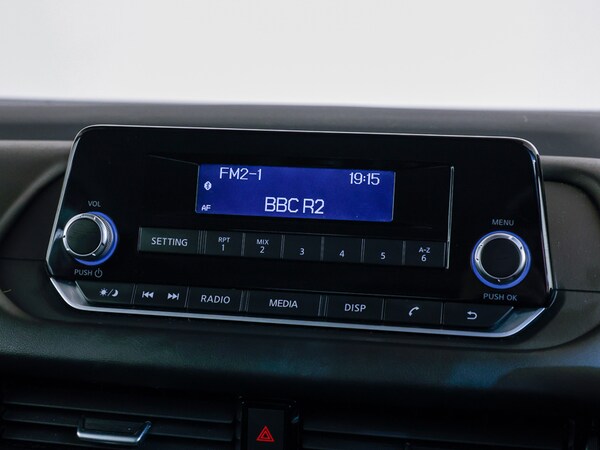 FM2-1 19:15
AF BBC R2
VOL
MENU
SETTING RPT 1 MIX 2 3 4 5 A-Z 6
PUSH
PUSH OK
RADIO MEDIA DISP